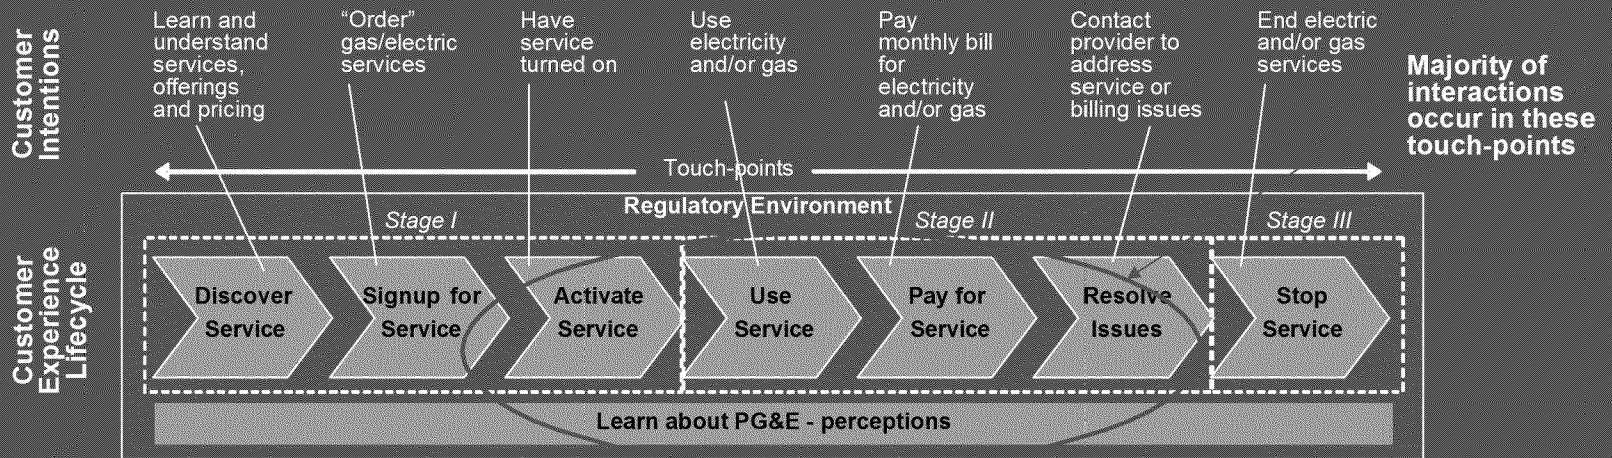 Customer
Intentions
Learn and
understand
services,
offerings
and pricing
“Order”
gas/electric
services
Have
service
turned on
Use
electricity
and/or gas
Pay
monthly bill
for
electricity
and/or gas
Contact
provider to
address
service or
billing issues
End electric
and/or gas
services
Majority of
interactions
occur in these
touch-points
Touch-points
Regulatory Environment
Stage I
Stage II
Stage III
Customer
Experience
Lifecycle
Discover
Service
Signup for
Service
Activate
Service
Use
Service
Pay for
Service
Resolve
Issues
Stop
Service
Learn about PG&E - perceptions